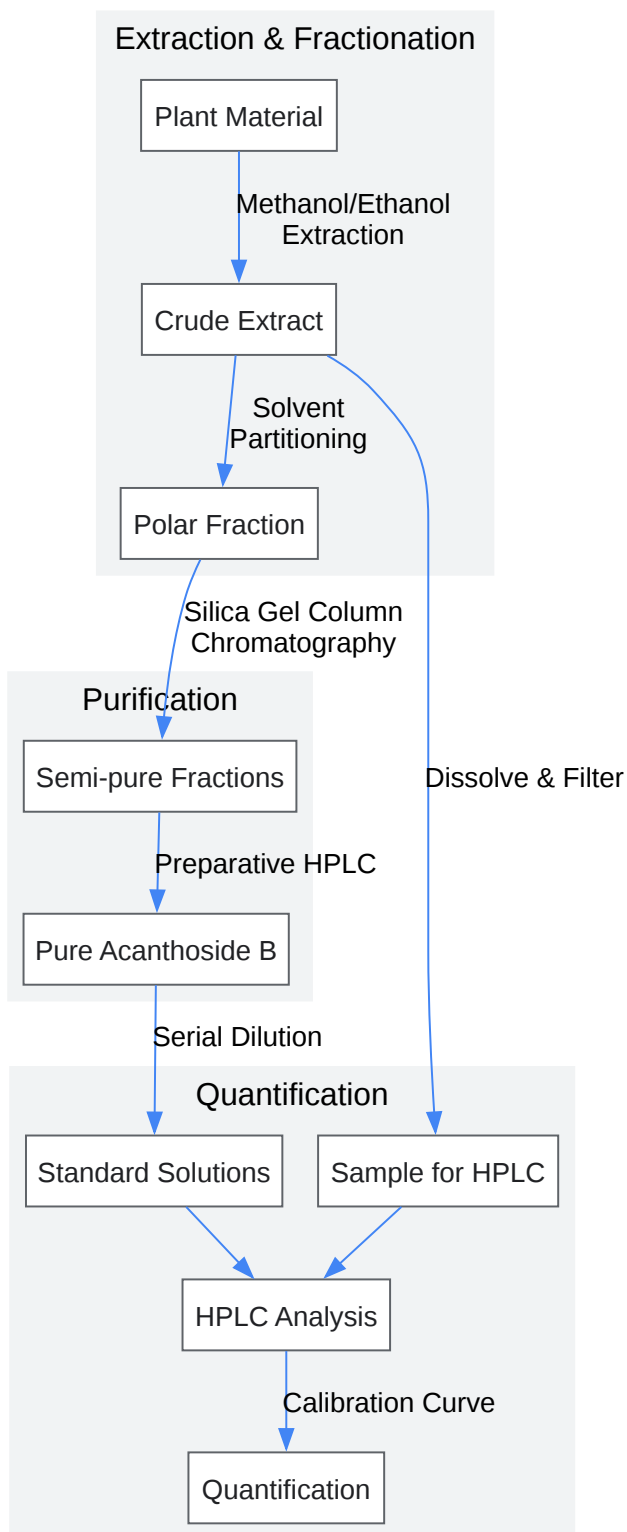 Extraction & Fractionation
Plant Material
Methanol/Ethanol
Extraction
Crude Extract
Solvent
Partitioning
Polar Fraction
Silica Gel Column
Chromatography
Purification
Semi-pure Fractions
Dissolve & Filter
Preparative HPLC
Pure Acanthoside B
Serial Dilution
Quantification
Standard Solutions
Sample for HPLC
HPLC Analysis
Calibration Curve
Quantification